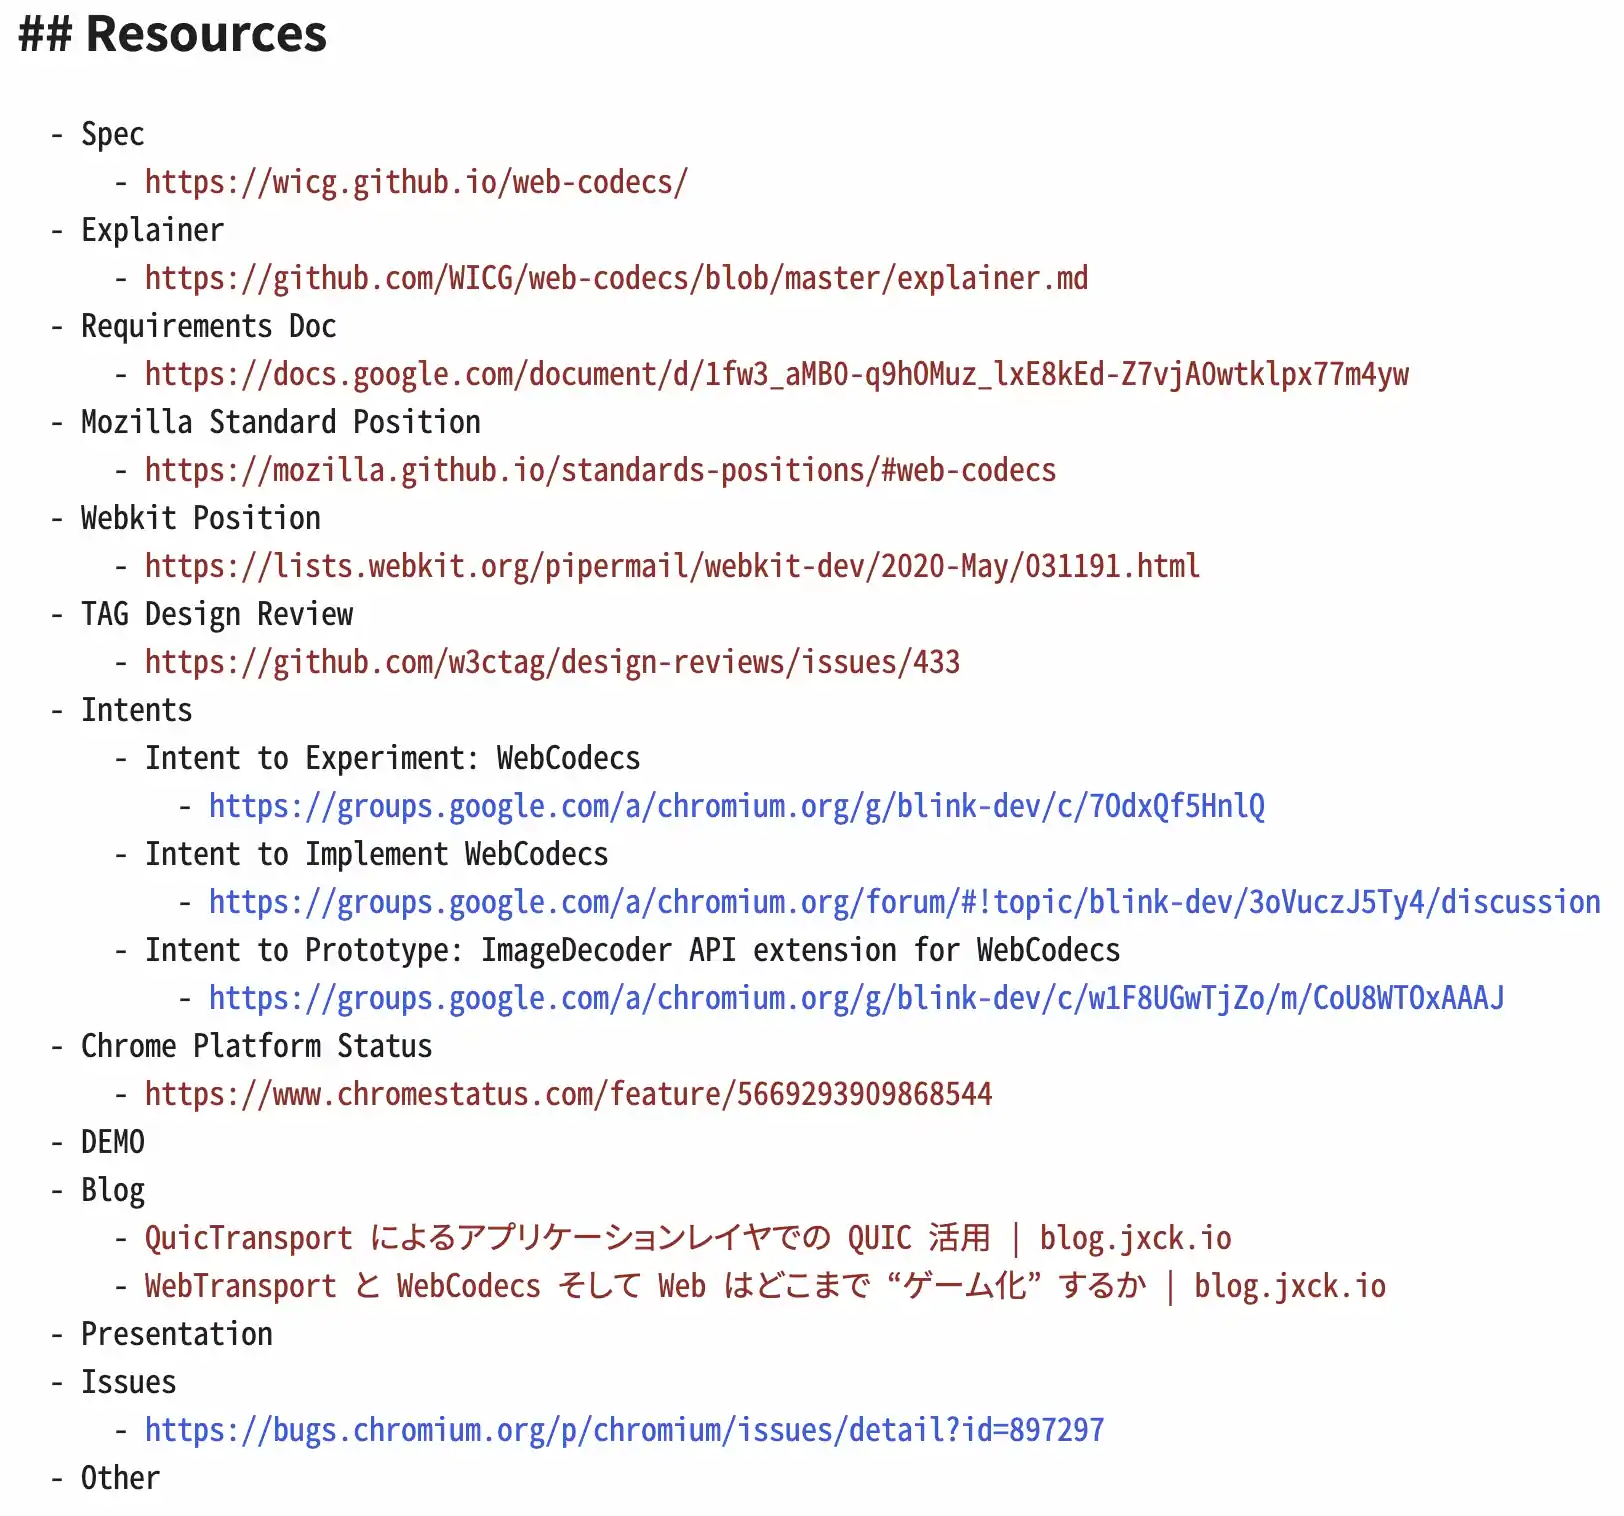 ## Resources
- Spec
- https://wicg.github.io/web-codecs/
- Explainer
- https://github.com/WICG/web-codecs/blob/master/explainer.md
- Requirements Doc
- https://docs.google.com/document/d/1fw3_aMB0-q9hOMuz_lxE8kEd-Z7vjA0wtklpx77m4yw
- Mozilla Standard Position
- https://mozilla.github.io/standards-positions/#web-codecs
- Webkit Position
- https://lists.webkit.org/pipermail/webkit-dev/2020-May/031191.html
- TAG Design Review
- https://github.com/w3ctag/design-reviews/issues/433
- Intents
- Intent to Experiment: WebCodecs
- https://groups.google.com/a/chromium.org/g/blink-dev/c/7OdxQf5HnlQ
- Intent to Implement WebCodecs
- https://groups.google.com/a/chromium.org/forum/#!topic/blink-dev/3oVuczJ5Ty4/discussion
- Intent to Prototype: ImageDecoder API extension for WebCodecs
- https://groups.google.com/a/chromium.org/g/blink-dev/c/w1F8UGwTjZo/m/CoU8WTOxAAAJ
- Chrome Platform Status
- https://www.chromestatus.com/feature/5669293909868544
- DEMO
- Blog
- QuicTransport によるアプリケーションレイヤでの QUIC 活用 | blog.jxck.io
- WebTransport と WebCodecs そして Web はどこまで “ゲーム化” するか | blog.jxck.io
- Presentation
- Issues
- https://bugs.chromium.org/p/chromium/issues/detail?id=897297
- Other